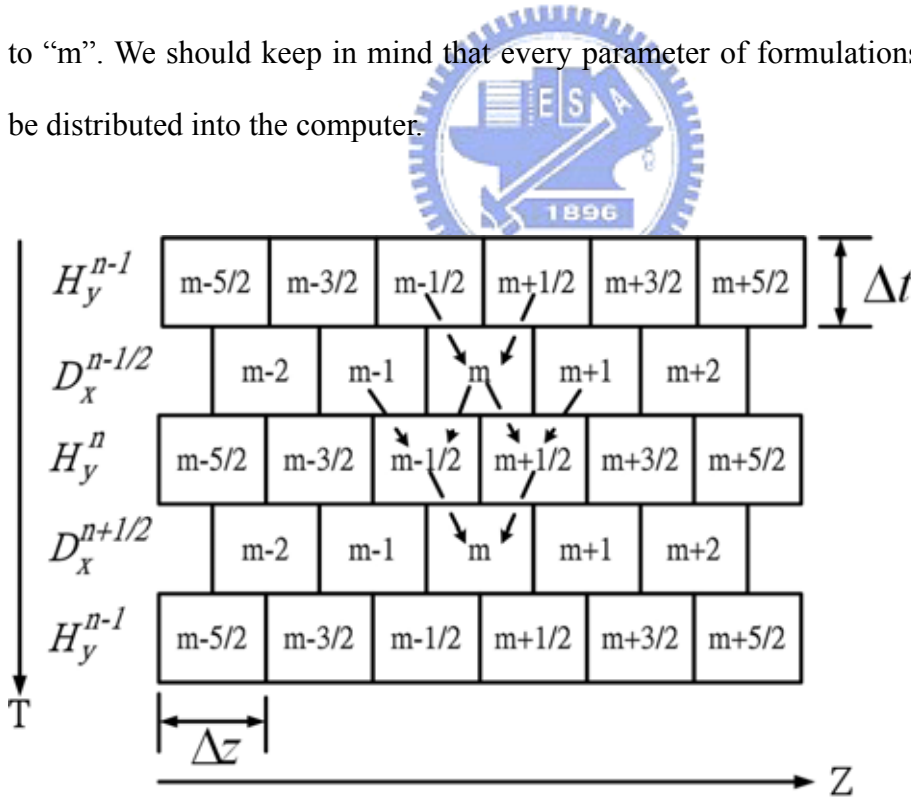 to “m”. We should keep in mind that every parameter of formulations
be distributed into the computer.
E S A
1896
H_y^{n-1} m-5/2 m-3/2 m-1/2 m+1/2 m+3/2 m+5/2 Δt
D_x^{n-1/2} m-2 m-1 m m+1 m+2
H_y^n m-5/2 m-3/2 m-1/2 m+1/2 m+3/2 m+5/2
D_x^{n+1/2} m-2 m-1 m m+1 m+2
H_y^{n-1} m-5/2 m-3/2 m-1/2 m+1/2 m+3/2 m+5/2
T
Δz
Z